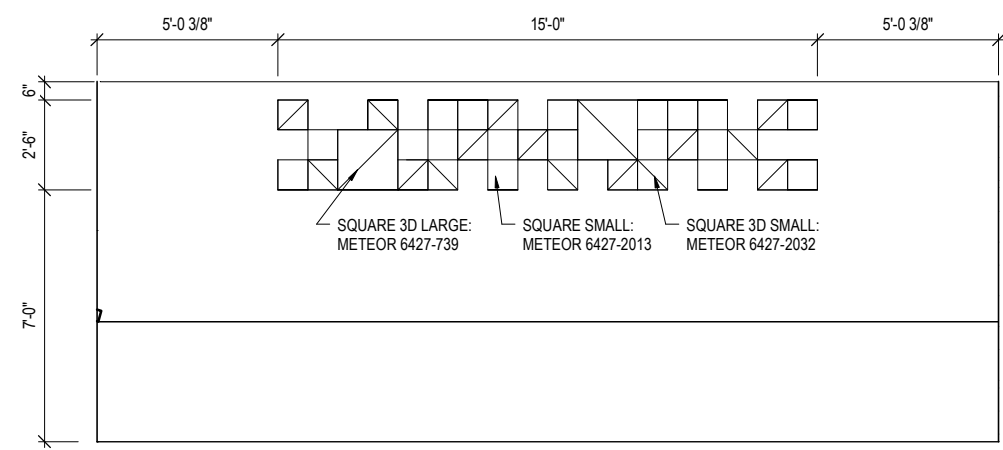 5'-0 3/8"
15'-0"
5'-0 3/8"
6"
2'-6"
7'-0"
SQUARE 3D LARGE:
METEOR 6427-739
SQUARE SMALL:
METEOR 6427-2013
SQUARE 3D SMALL:
METEOR 6427-2032